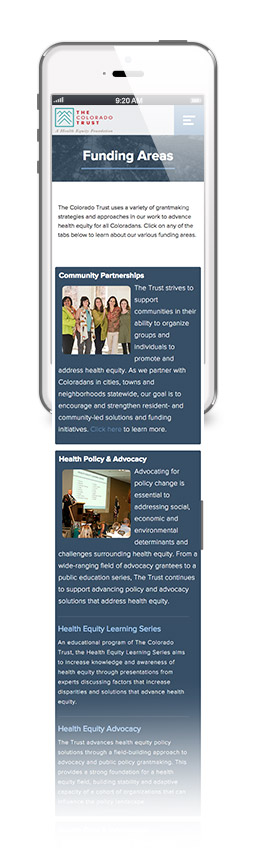 9:20 AM
THE
COLORADO
TRUST
A Health Equity Foundation
Funding Areas
The Colorado Trust uses a variety of grantmaking
strategies and approaches in our work to advance
health equity for all Coloradans. Click on any of the
tabs below to learn about our various funding areas.
Community Partnerships
The Trust strives to
support
communities in their
ability to organize
groups and
individuals to
promote and
address health equity. As we partner with
Coloradans in cities, towns and
neighborhoods statewide, our goal is to
encourage and strengthen resident- and
community-led solutions and funding
initiatives. Click here to learn more.
Health Policy & Advocacy
Advocating for
policy change is
essential to
addressing social,
economic and
environmental
determinants and
challenges surrounding health equity. From a
wide-ranging field of advocacy grantees to a
public education series, The Trust continues
to support advancing policy and advocacy
solutions that address health equity.
Health Equity Learning Series
An educational program of The Colorado
Trust, the Health Equity Learning Series aims
to increase knowledge and awareness of
health equity through presentations from
experts discussing factors that increase
disparities and solutions that advance health
equity.
Health Equity Advocacy
The Trust advances health equity policy
solutions through a field-building approach to
advocacy and public policy grantmaking. This
provides a strong foundation for a health
equity field, building stability and adaptive
capacity of a cohort of organizations that can
influence the policy